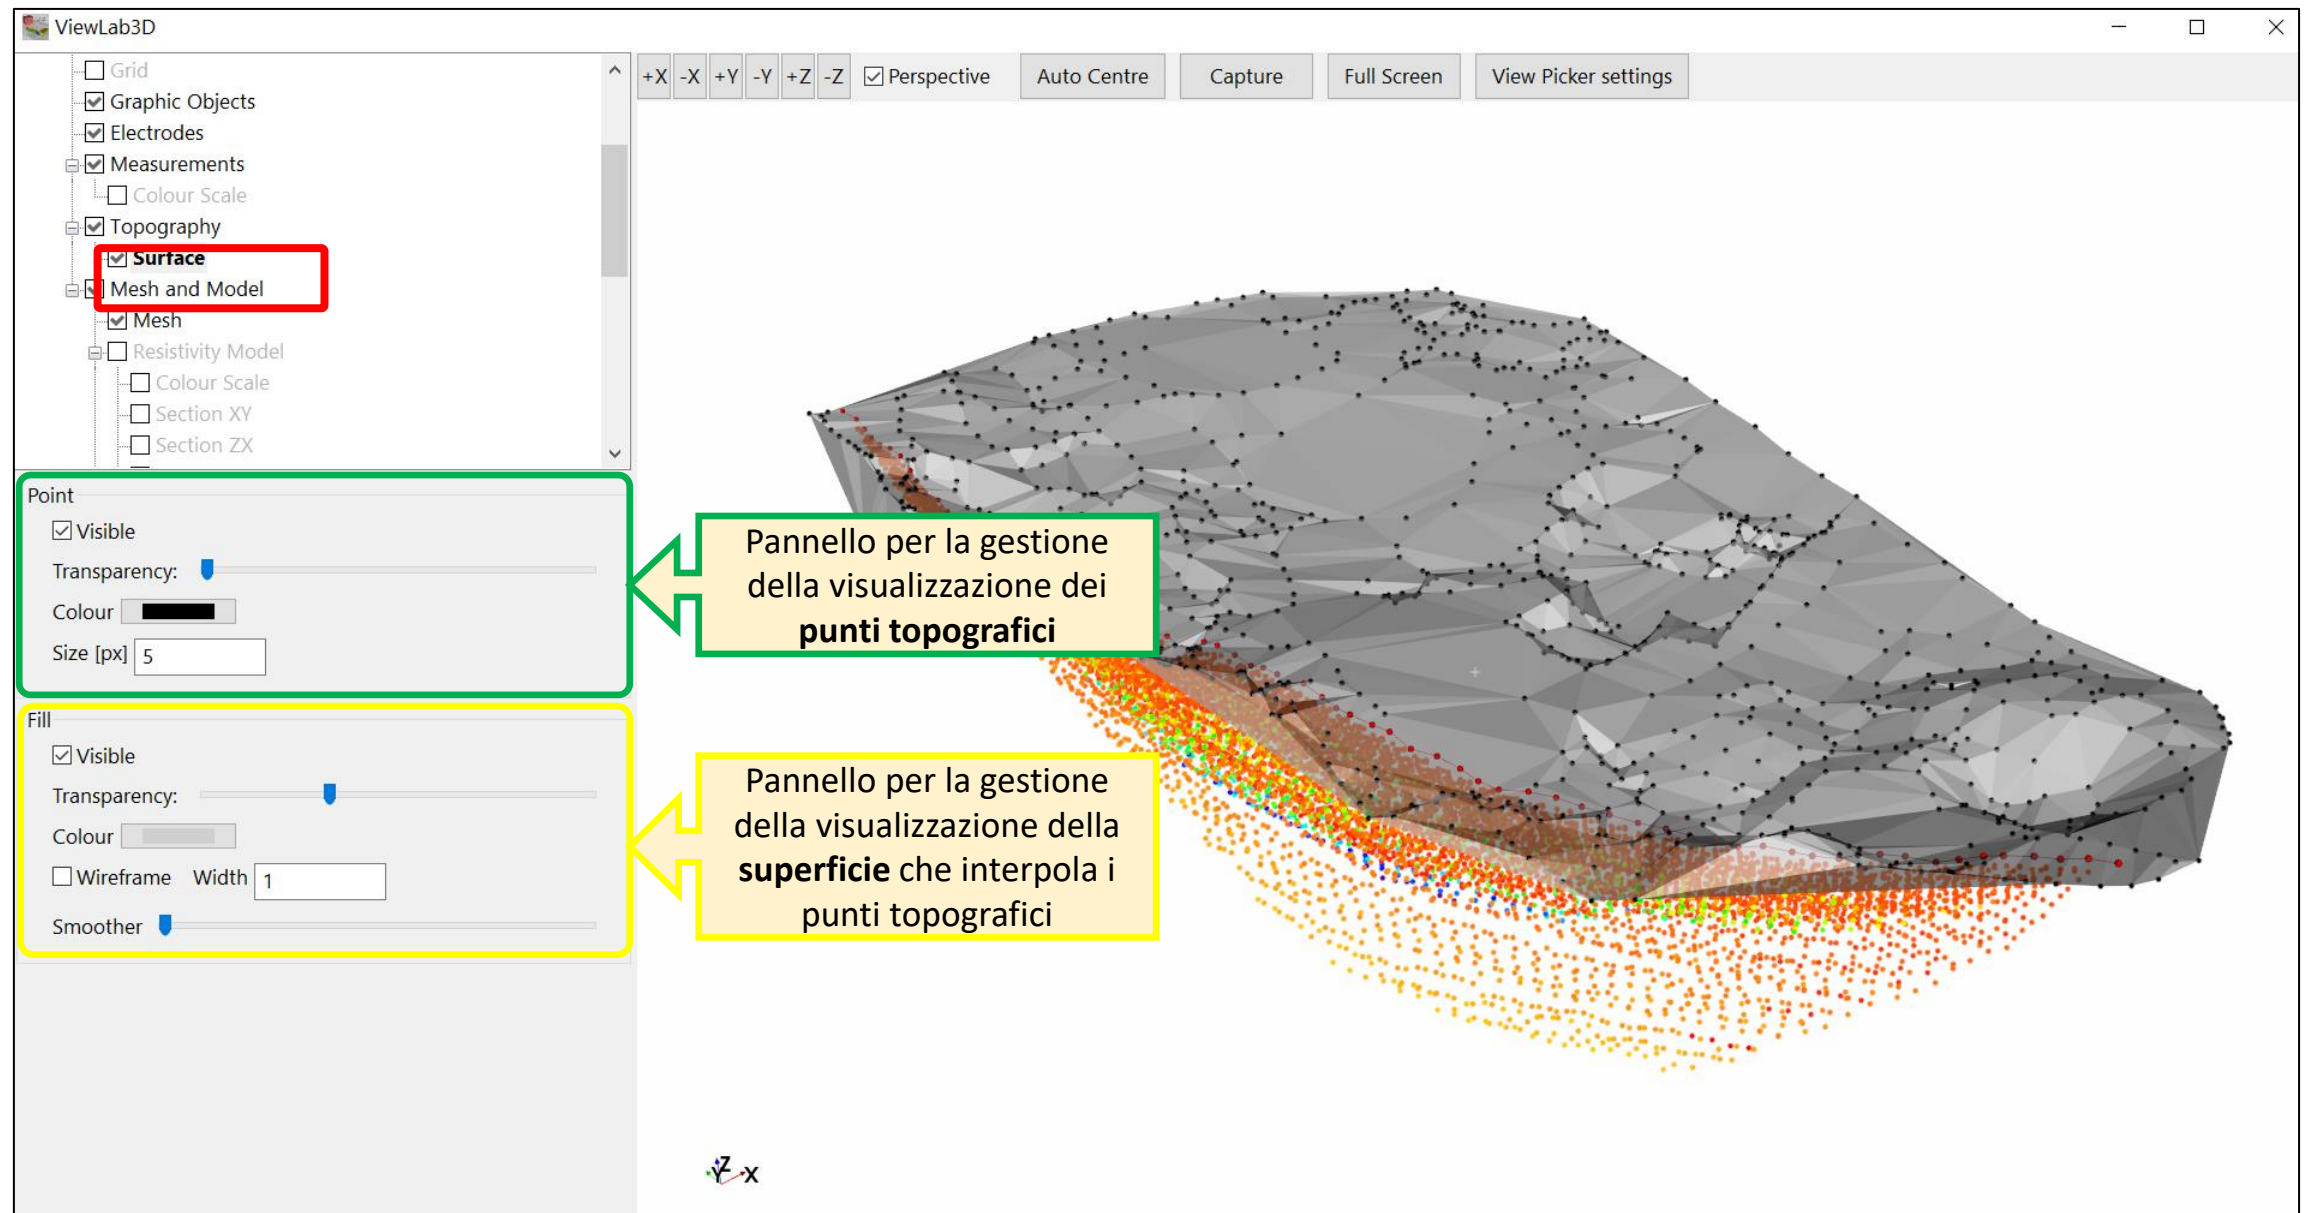 ViewLab3D
Grid
Graphic Objects
Electrodes
Measurements
Colour Scale
Topography
Surface
Mesh and Model
Mesh
Resistivity Model
Colour Scale
Section XY
Section ZX
+X -X +Y -Y +Z -Z Perspective Auto Centre Capture Full Screen View Picker settings
Point
Visible
Transparency:
Colour
Size [px] 5
Fill
Visible
Transparency:
Colour
Wireframe Width 1
Smoother
Pannello per la gestione
della visualizzazione dei
punti topografici
Pannello per la gestione
della visualizzazione della
superficie che interpola i
punti topografici
Z
Y X